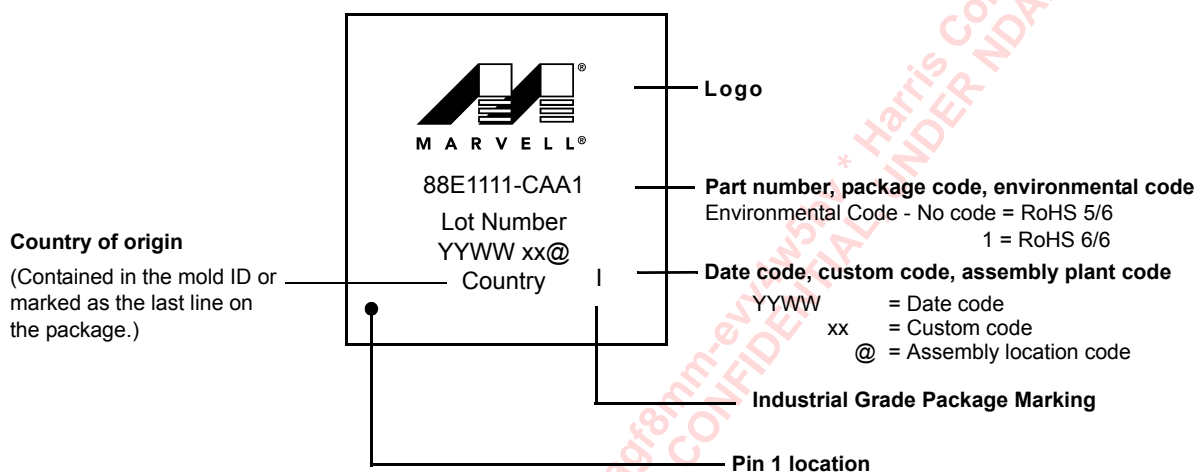 ®
MARVELL®
Logo
88E1111-CAA1
Part number, package code, environmental code
Environmental Code - No code = RoHS 5/6
1 = RoHS 6/6
Lot Number
YYWW xx@
Country I
Country of origin
(Contained in the mold ID or
marked as the last line on
the package.)
Date code, custom code, assembly plant code
YYWW = Date code
xx = Custom code
@ = Assembly location code
Industrial Grade Package Marking
Pin 1 location
* Harris
CONFIDENTIAL UNDER NDA